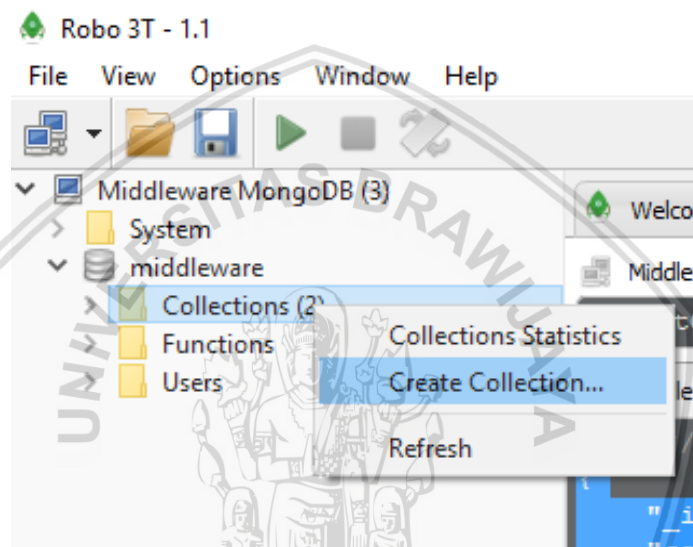 Robo 3T - 1.1
File View Options Window Help
Middleware MongoDB (3)
System
middleware
Collections (2)
Functions
Users
Collections Statistics
Create Collection...
Refresh
Welco
Middle
"_i
UNIVERSITAS BRAWIJAYA